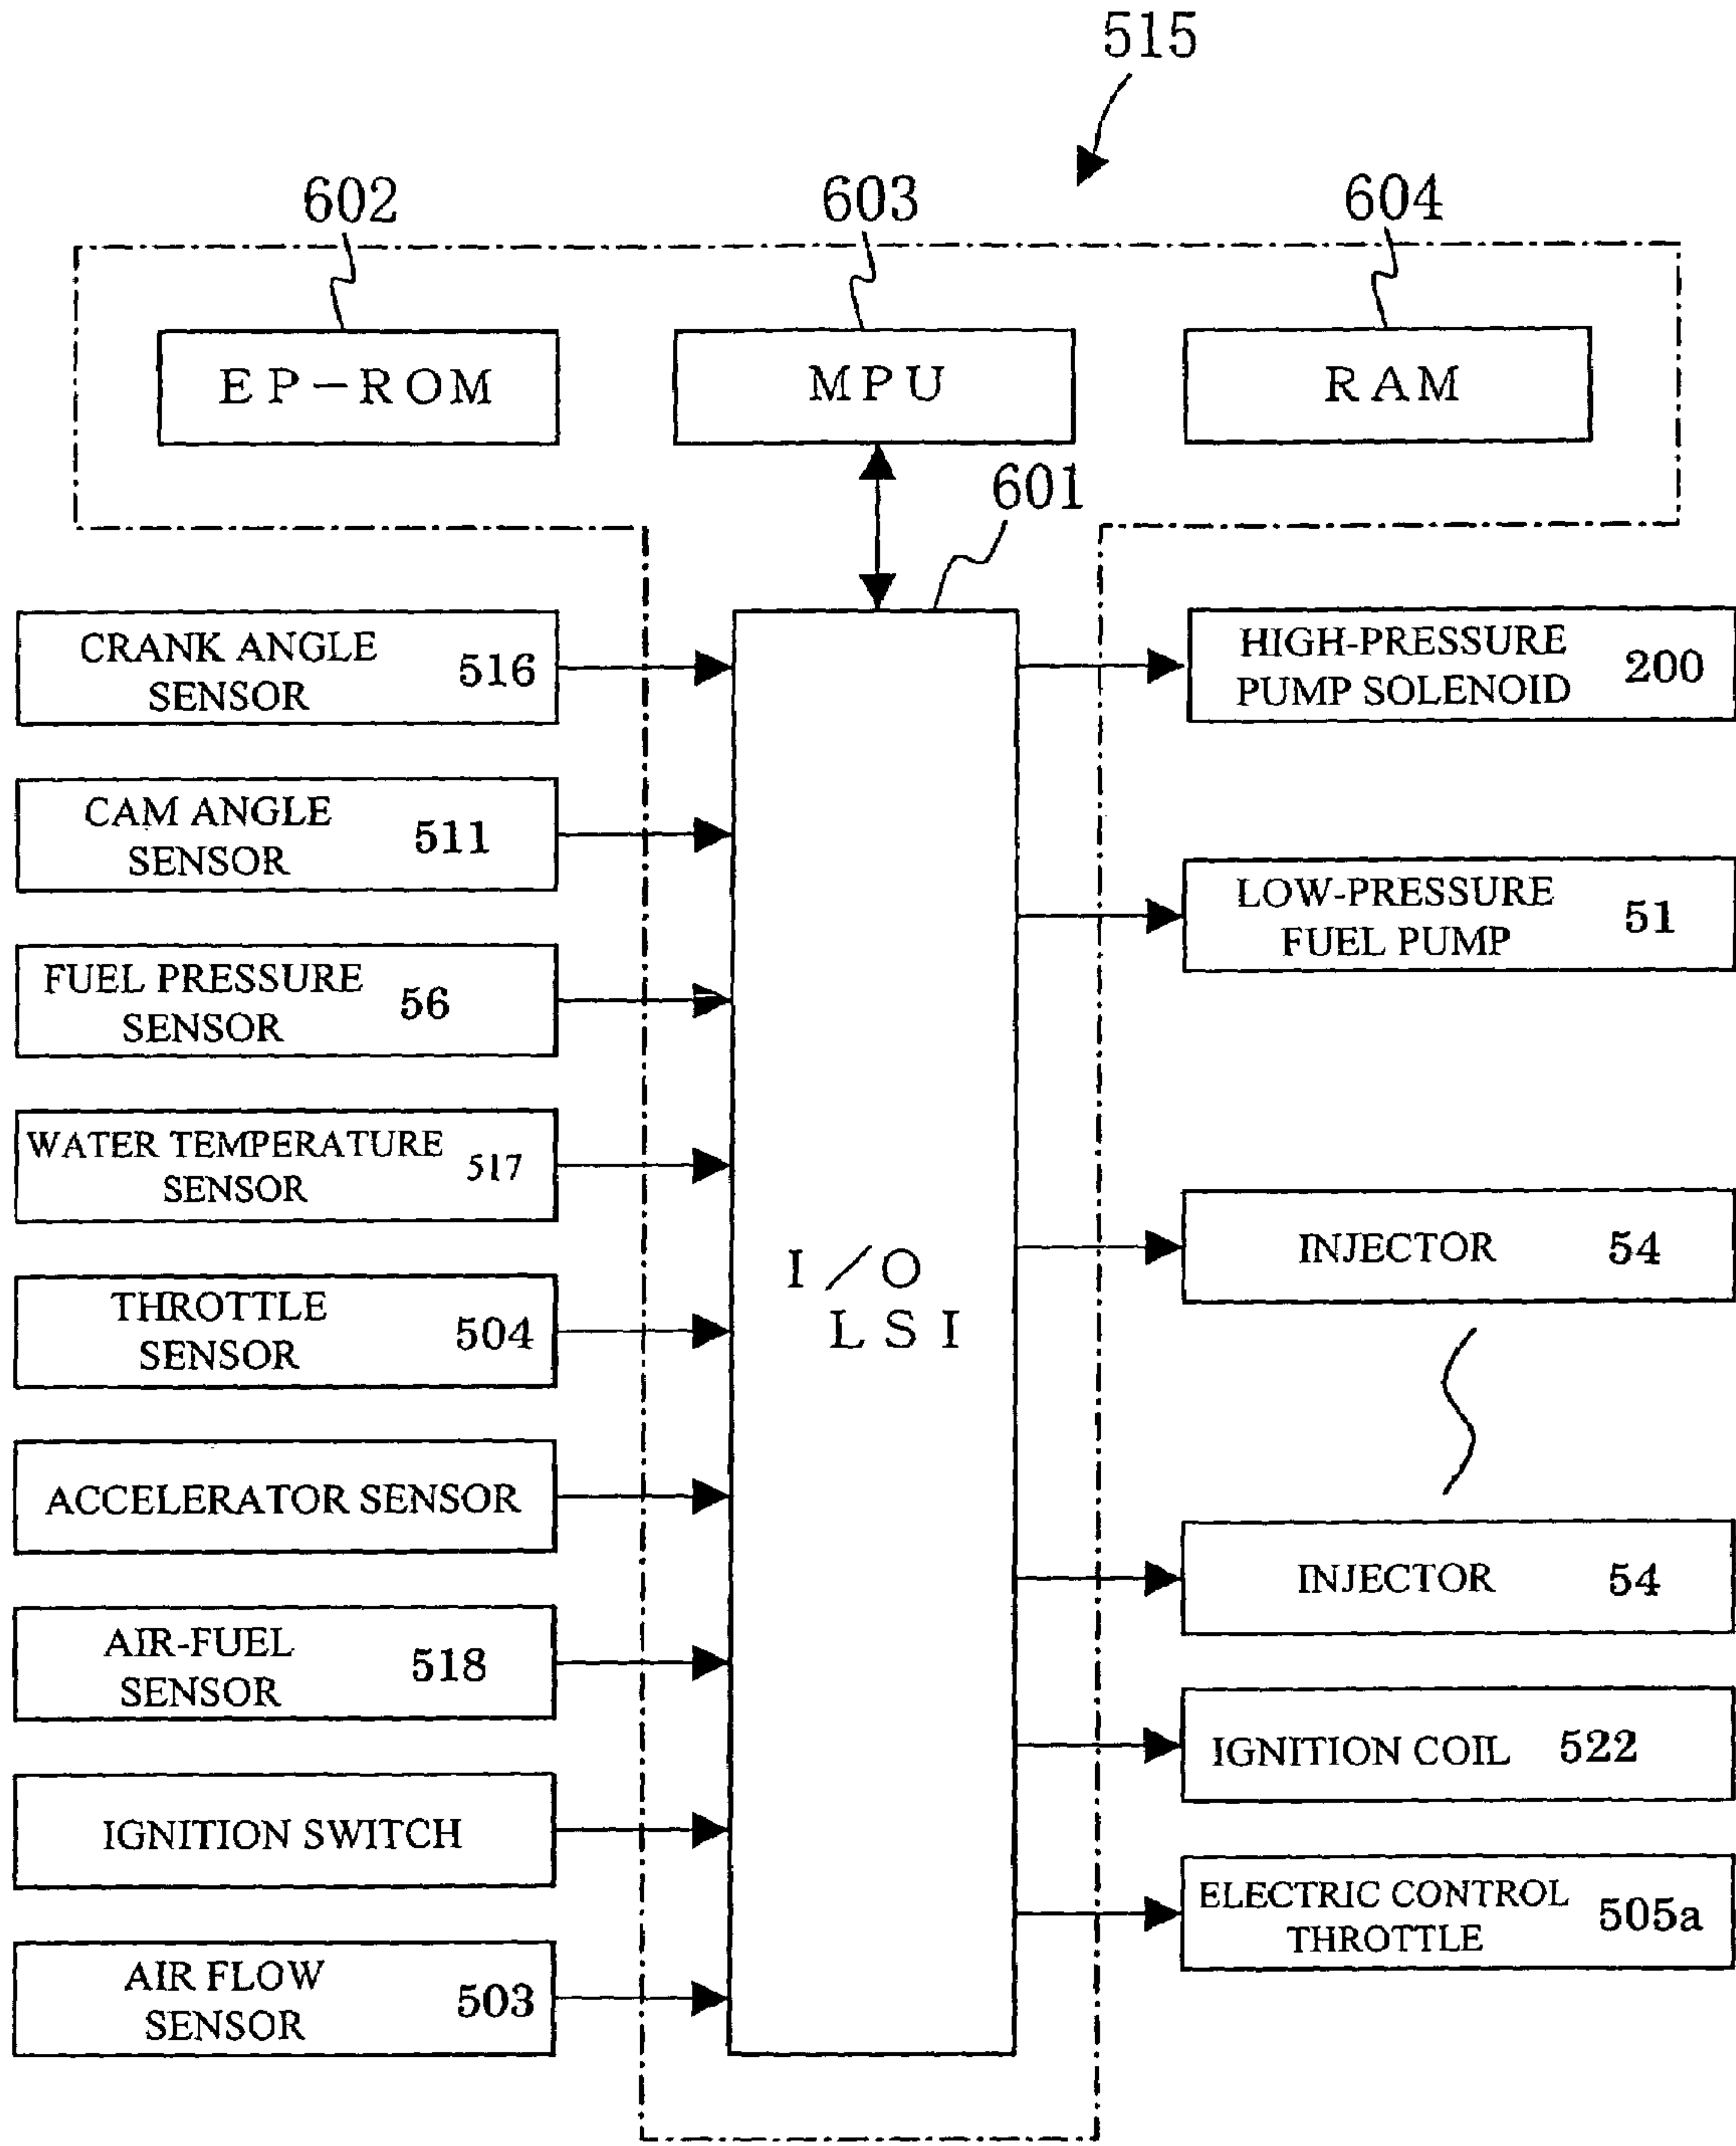 515
602
603
604
EP-ROM
MPU
RAM
601
CRANK ANGLE
SENSOR
516
CAM ANGLE
SENSOR
511
FUEL PRESSURE
SENSOR
56
WATER TEMPERATURE
SENSOR
517
THROTTLE
SENSOR
504
ACCELERATOR SENSOR
AIR-FUEL
SENSOR
518
IGNITION SWITCH
AIR FLOW
SENSOR
503
I/O
LSI
HIGH-PRESSURE
PUMP SOLENOID
200
LOW-PRESSURE
FUEL PUMP
51
INJECTOR 54
INJECTOR 54
IGNITION COIL 522
ELECTRIC CONTROL
THROTTLE
505a